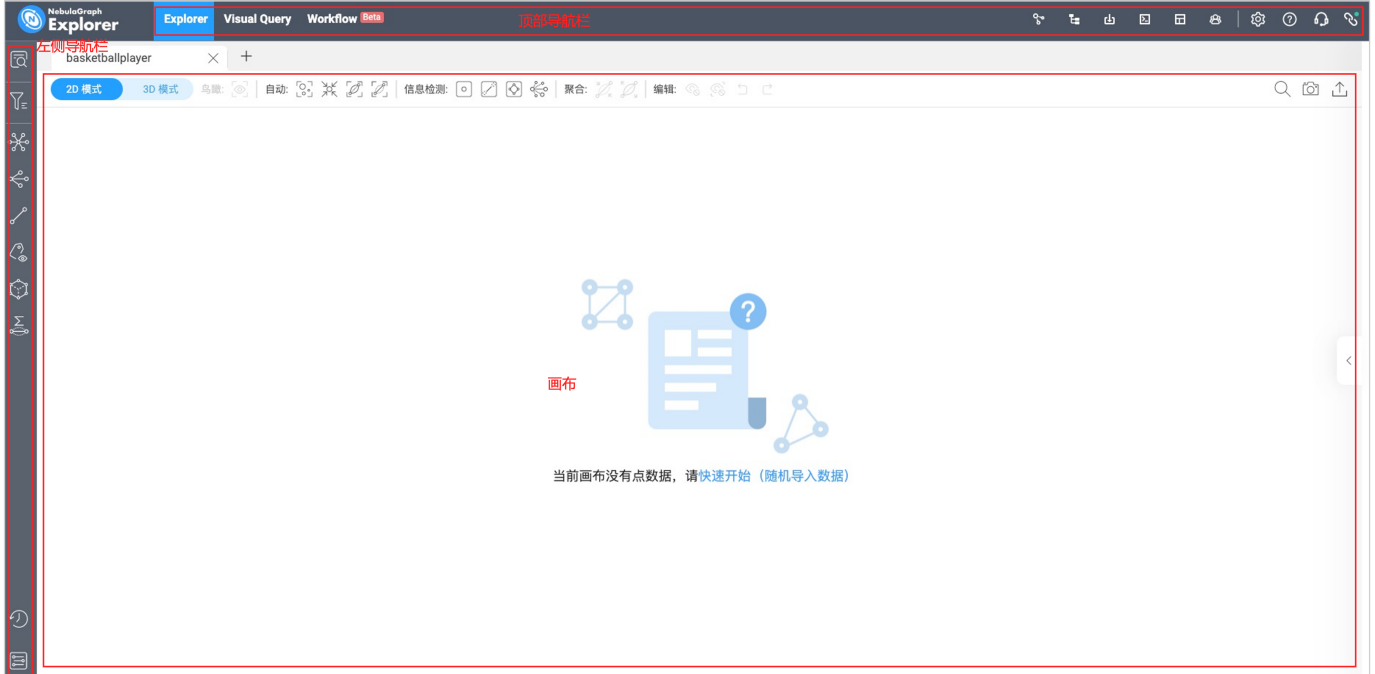 NebulaGraph
Explorer
Explorer Visual Query Workflow Beta
顶部导航栏
左侧导航栏
basketballplayer
2D 模式 3D 模式 鸟瞰: 自动: 信息检测: 聚合: 编辑:
画布
当前画布没有点数据，请快速开始（随机导入数据）